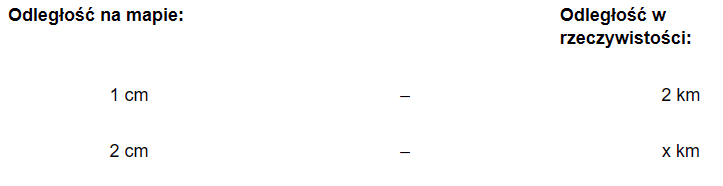 Odległość na mapie:
Odległość w
rzeczywistości:
1 cm – 2 km
2 cm – x km